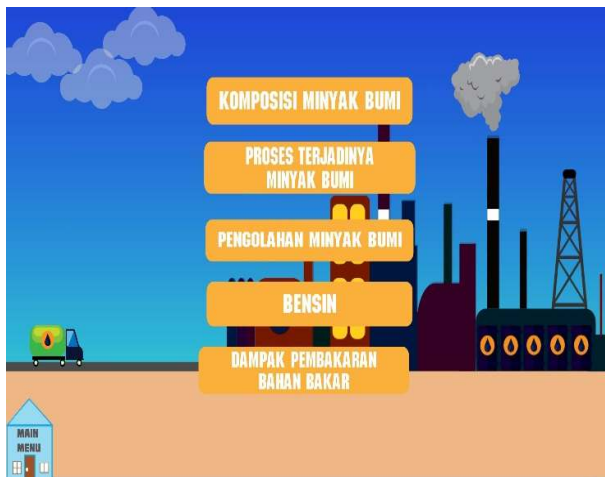 KOMPOSISI MINYAK BUMI
PROSES TERJADINYA
MINYAK BUMI
PENGOLAHAN MINYAK BUMI
BENSIN
DAMPAK PEMBAKARAN
BAHAN BAKAR
MAIN
MENU